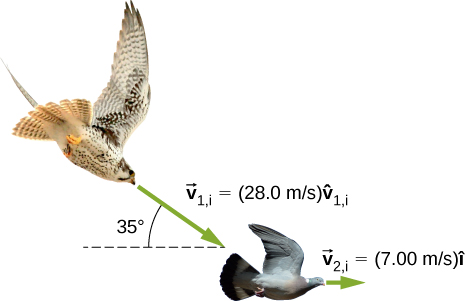 v⃗₁,ᵢ = (28.0 m/s)v̂₁,ᵢ
35°
v⃗₂,ᵢ = (7.00 m/s)î